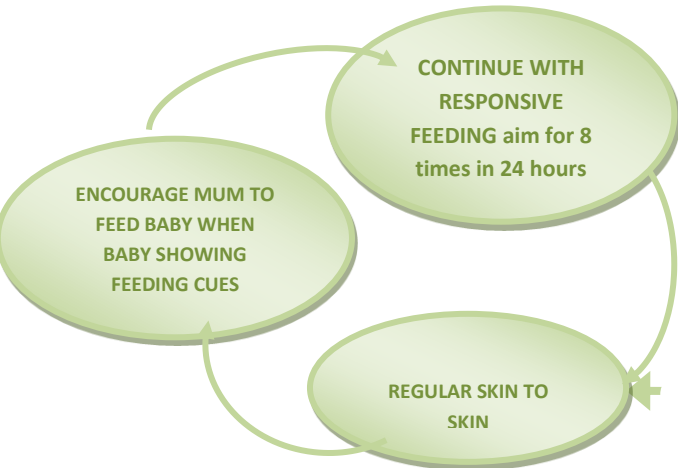 CONTINUE WITH
RESPONSIVE
FEEDING aim for 8
times in 24 hours
ENCOURAGE MUM TO
FEED BABY WHEN
BABY SHOWING
FEEDING CUES
REGULAR SKIN TO
SKIN